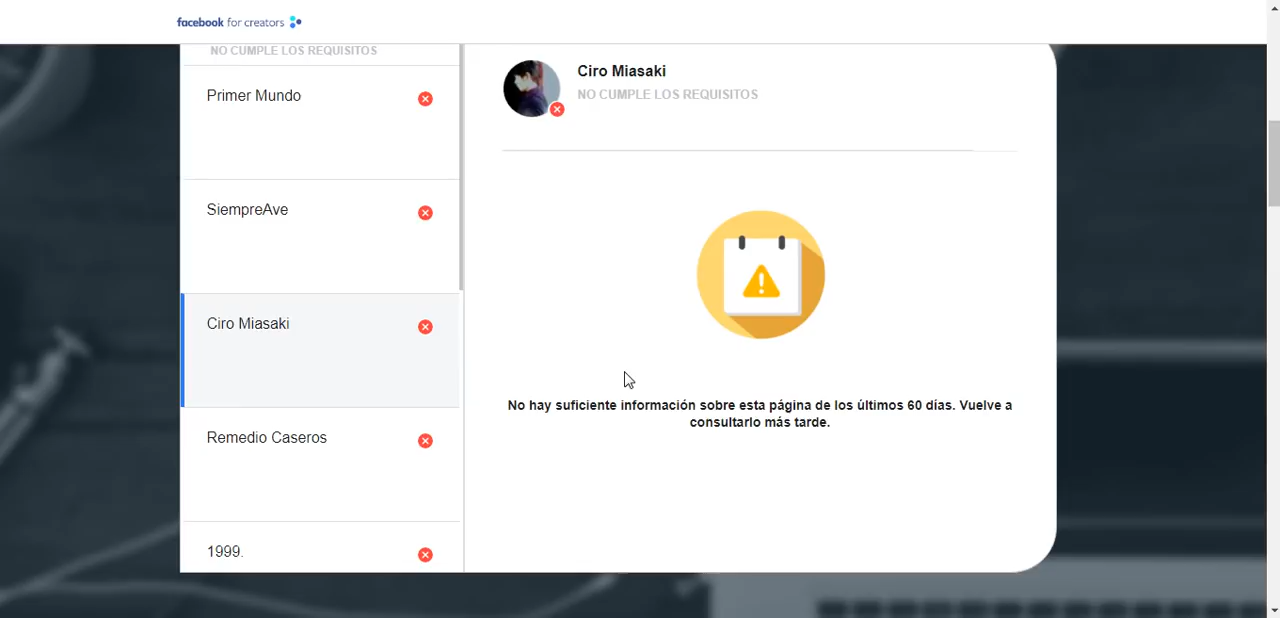 facebook for creators
NO CUMPLE LOS REQUISITOS
Primer Mundo
SiempreAve
Ciro Miasaki
Remedio Caseros
1999.
Ciro Miasaki
NO CUMPLE LOS REQUISITOS
No hay suficiente información sobre esta página de los últimos 60 días. Vuelve a
consultarlo más tarde.